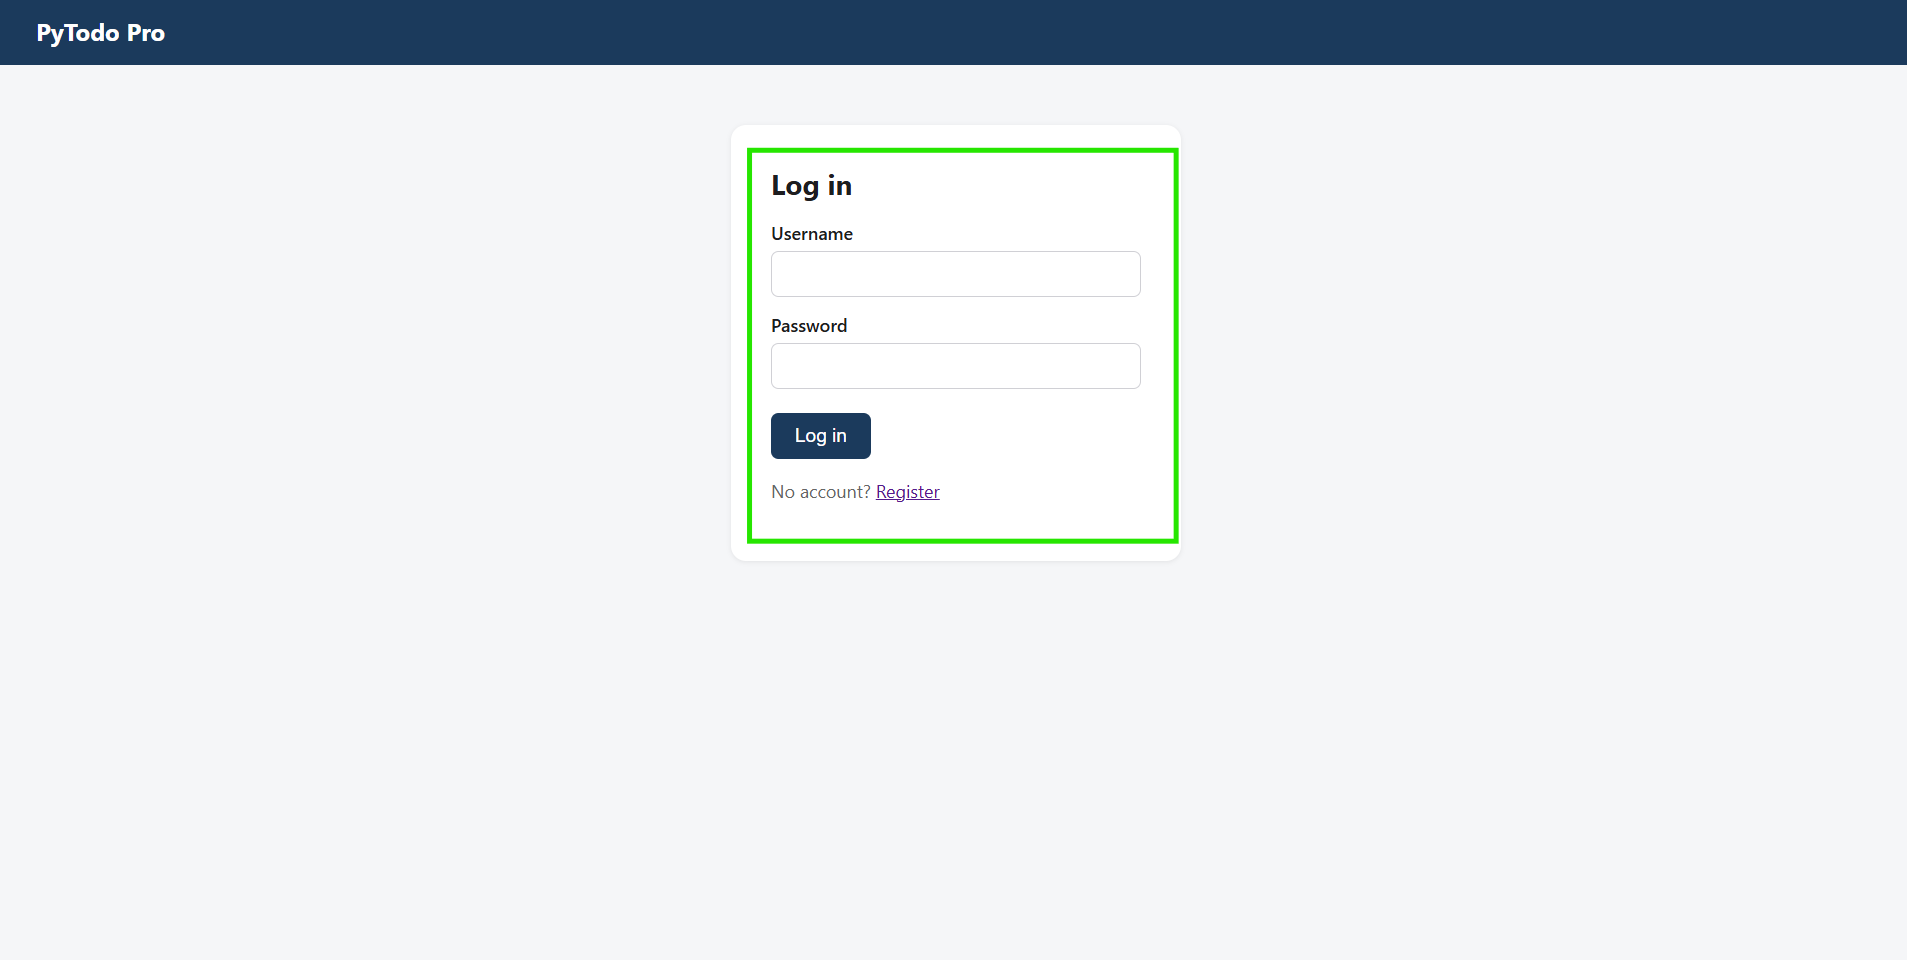 PyTodo Pro
Log in
Username
Password
Log in
No account? Register